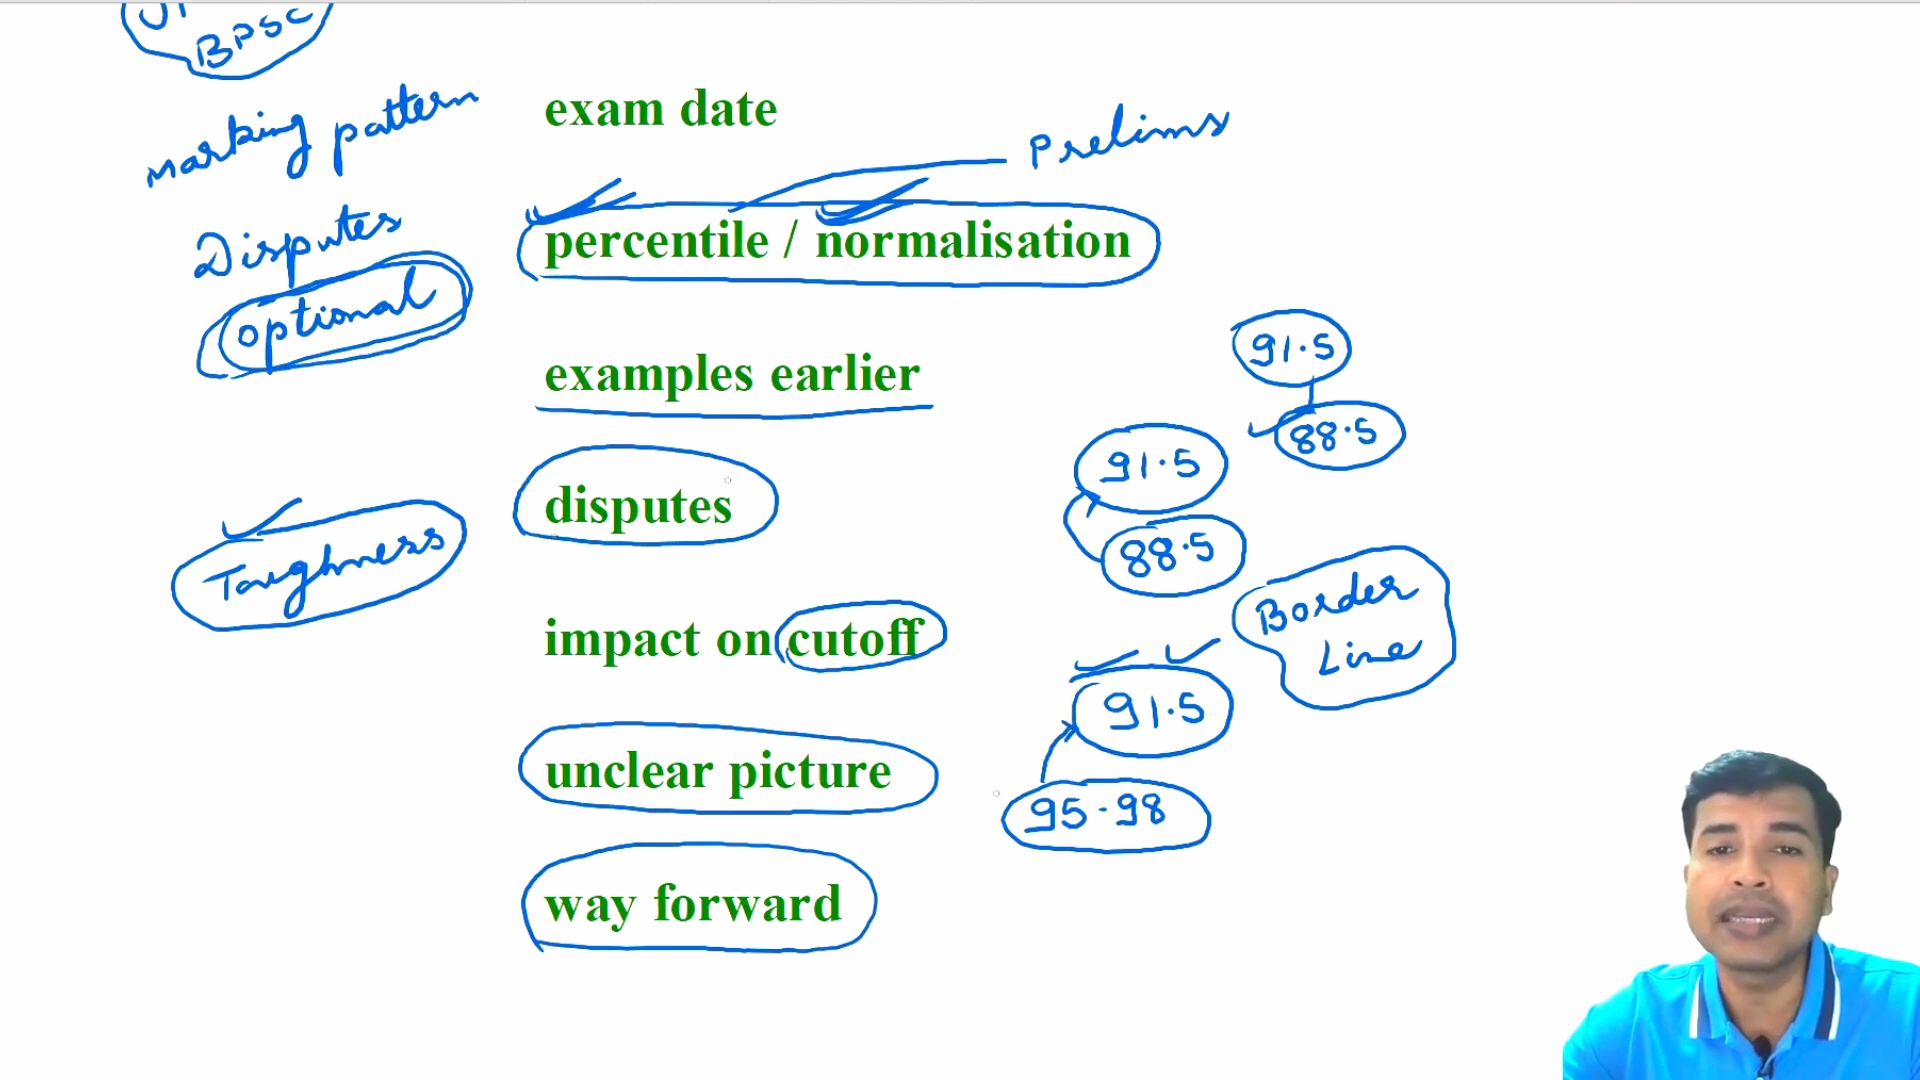 BPSC
marking pattern
exam date
Prelims
Disputes
percentile / normalisation
optional
examples earlier
91.5
88.5
91.5
disputes
88.5
Toughness
impact on cutoff
Border
Line
91.5
unclear picture
95-98
way forward